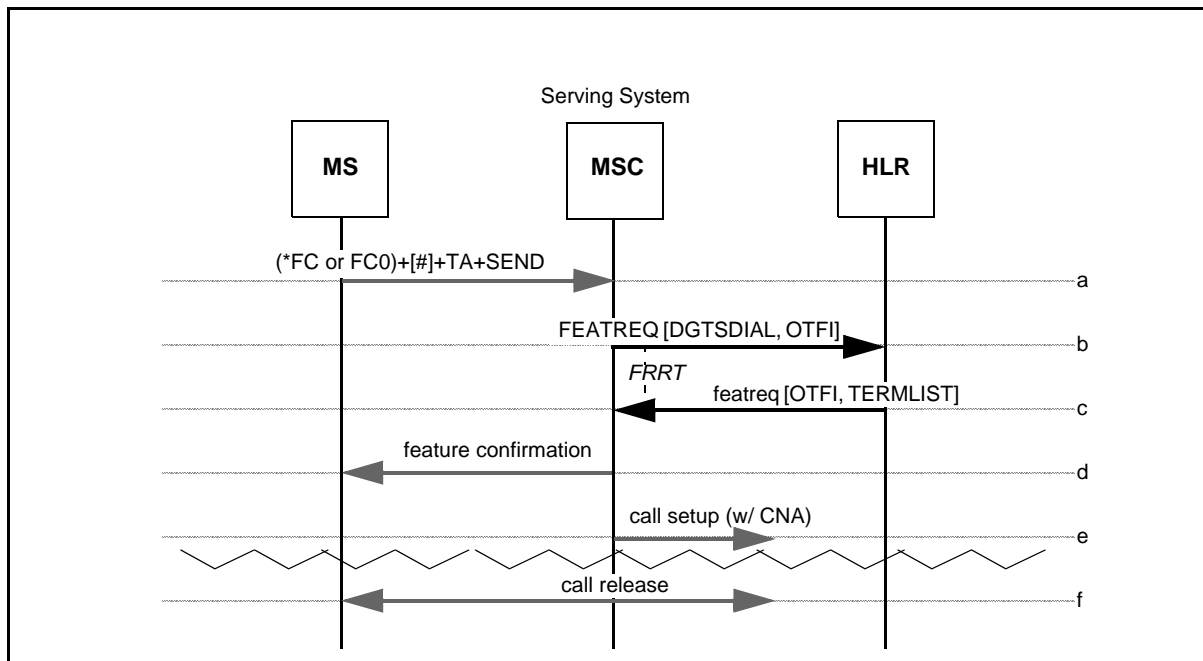 Serving System
MS
MSC
HLR
(*FC or FC0)+[#]+TA+SEND
a
FEATREQ [DGTSDIAL, OTFI]
b
FRRT
featreq [OTFI, TERMLIST]
c
feature confirmation
d
call setup (w/ CNA)
e
call release
f